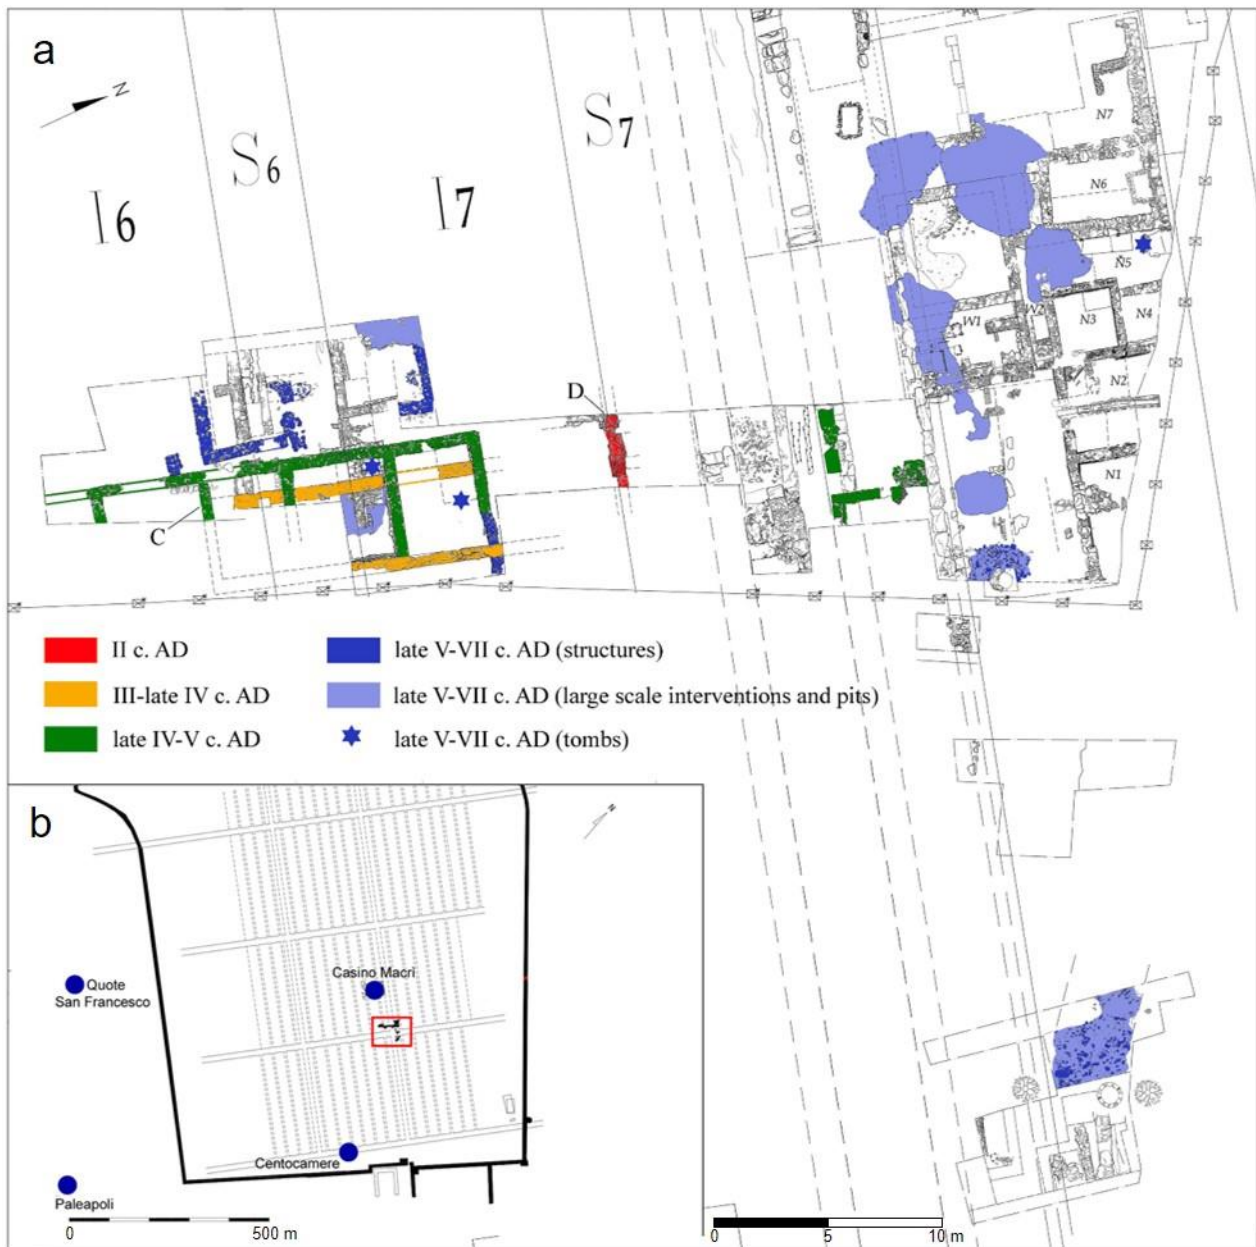 a
N
S6
S7
I6
I7
N7
N6
N5
W1
W2
N3
N4
N2
D
N1
C
II c. AD
III-late IV c. AD
late IV-V c. AD
late V-VII c. AD (structures)
late V-VII c. AD (large scale interventions and pits)
late V-VII c. AD (tombs)
b
Casino Macrì
Quote
San Francesco
Centocamere
Paleapoli
0 500 m
0 5 10 m